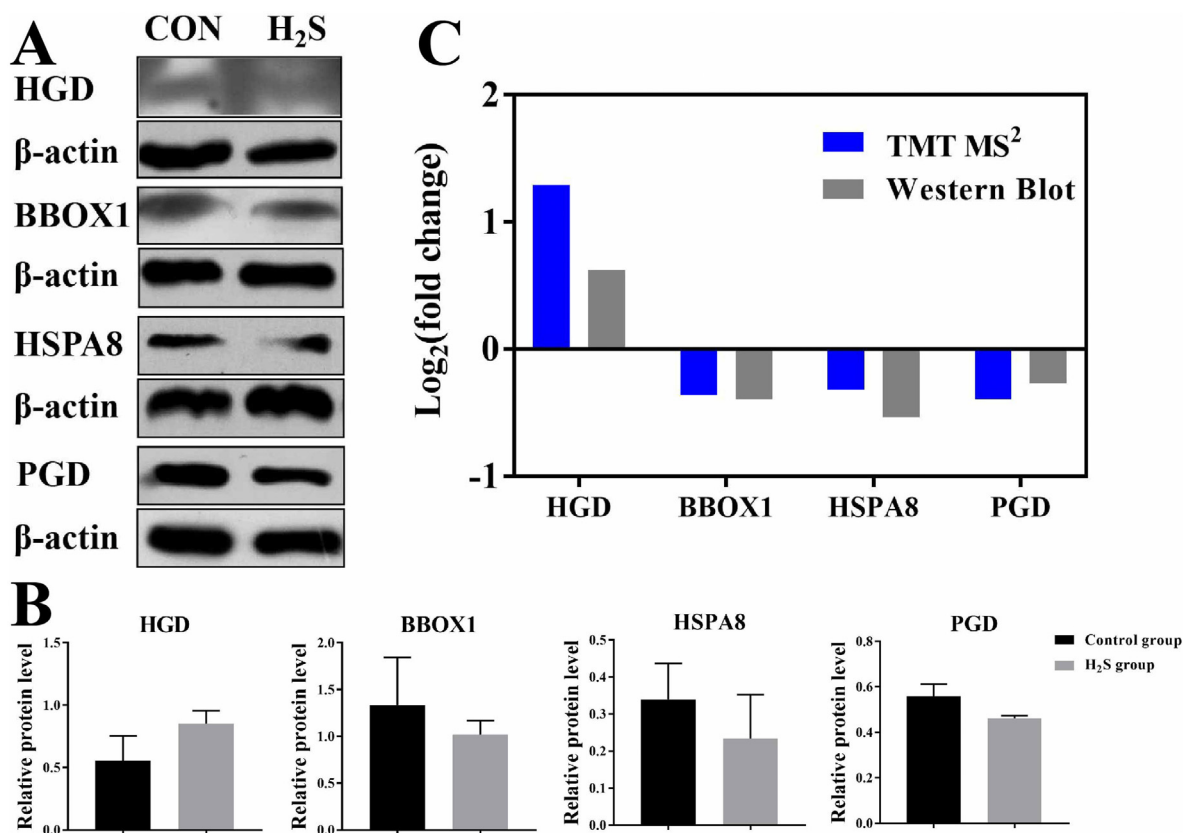 A
CON H₂S
HGD
β-actin
BBOX1
β-actin
HSPA8
β-actin
PGD
β-actin
C
Log₂(fold change)
2
1
0
-1
TMT MS²
Western Blot
HGD BBOX1 HSPA8 PGD
B
HGD
Relative protein level
1.5
1.0
0.5
0.0
BBOX1
Relative protein level
2.0
1.5
1.0
0.5
0.0
HSPA8
Relative protein level
0.5
0.4
0.3
0.2
0.1
0.0
PGD
Relative protein level
0.8
0.6
0.4
0.2
0.0
Control group
H₂S group